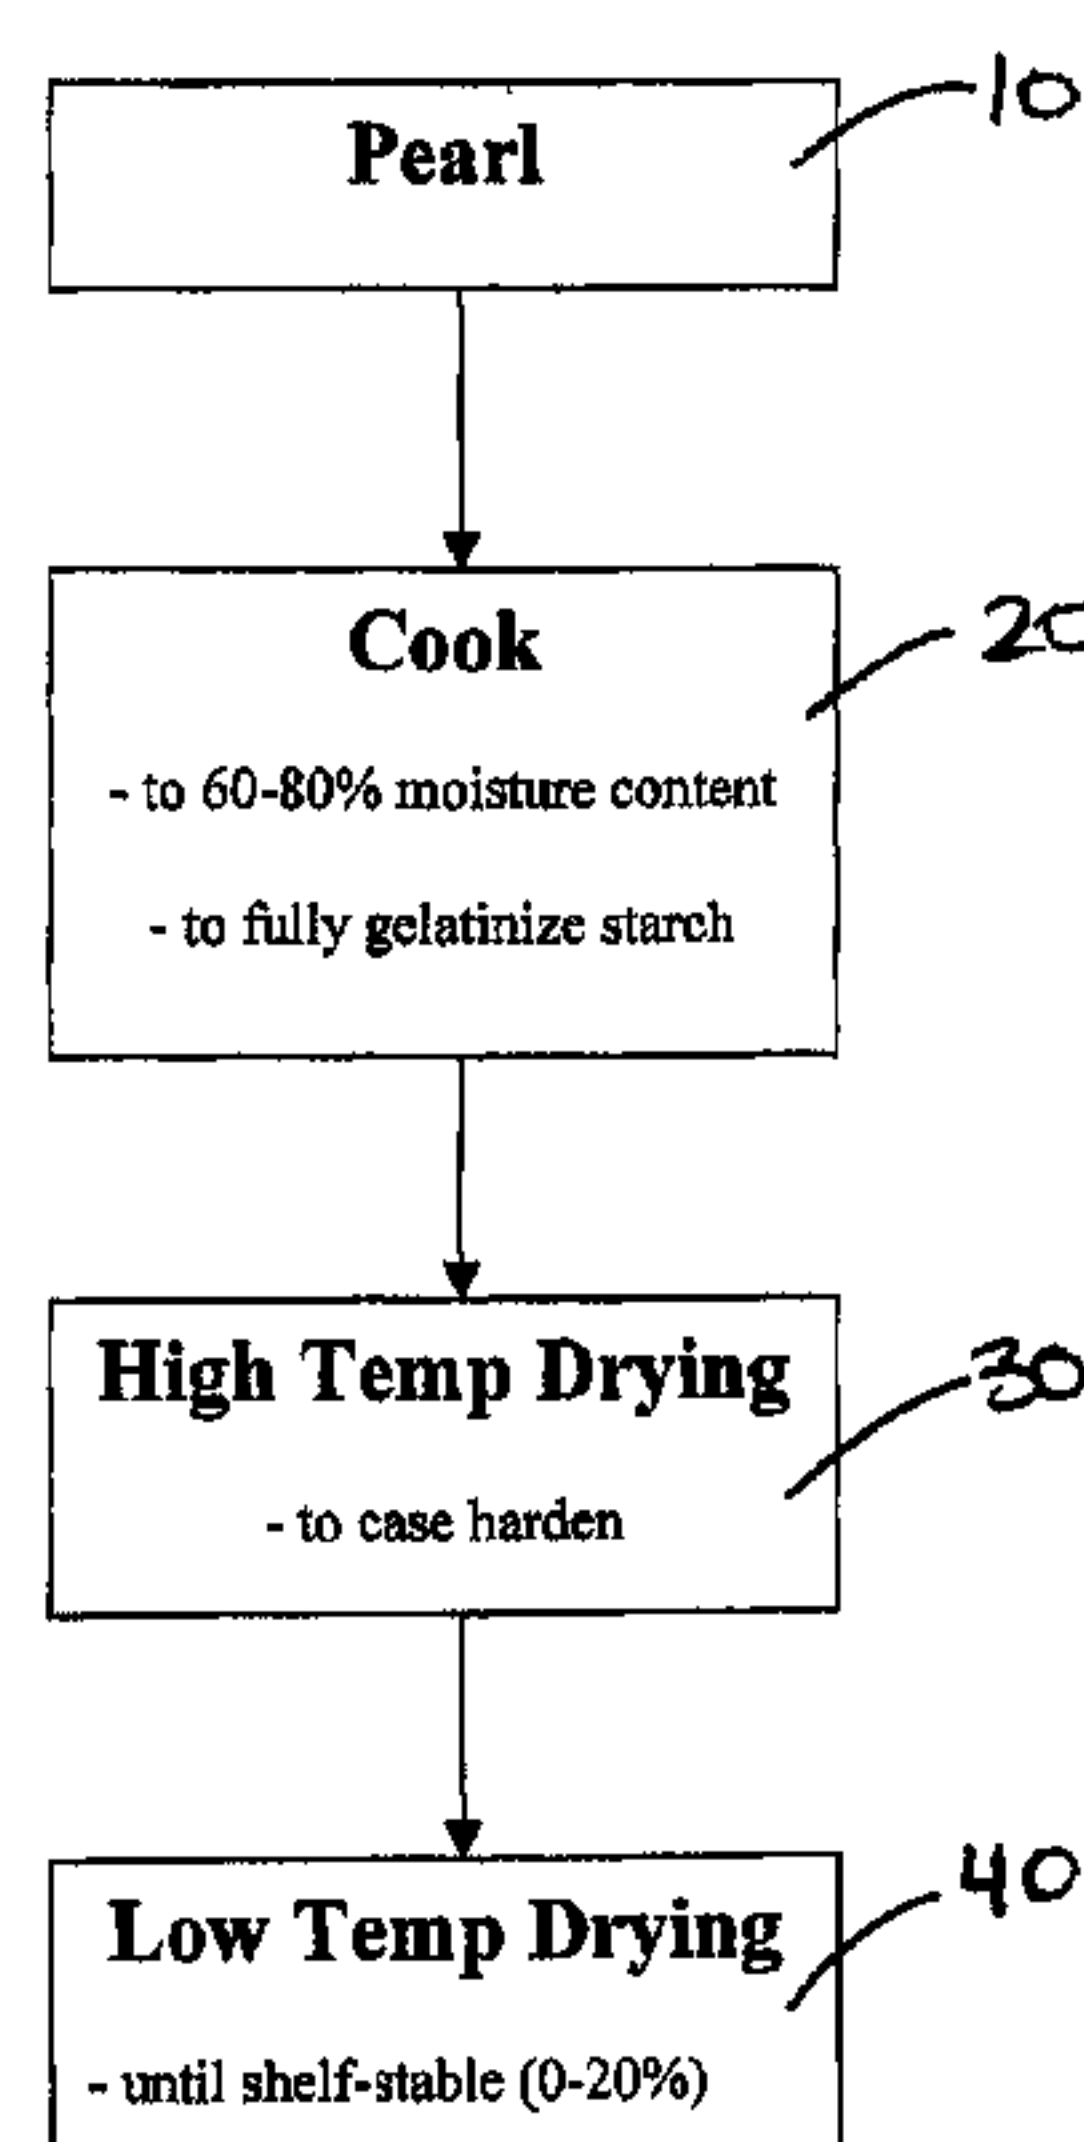 Pearl
10
Cook
20
- to 60-80% moisture content
- to fully gelatinize starch
High Temp Drying
30
- to case harden
Low Temp Drying
40
- until shelf-stable (0-20%)